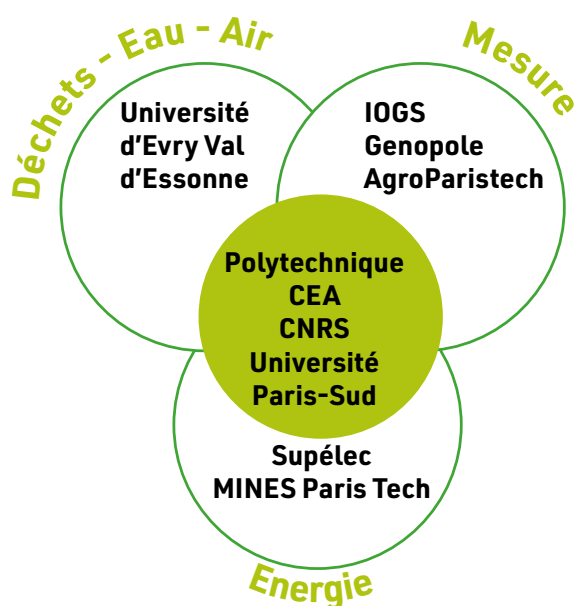 Déchets - Eau - Air
Mesure
Université
d'Evry Val
d'Essonne
IOGS
Genopole
AgroParistech
Polytechnique
CEA
CNRS
Université
Paris-Sud
Supélec
MINES Paris Tech
Energie